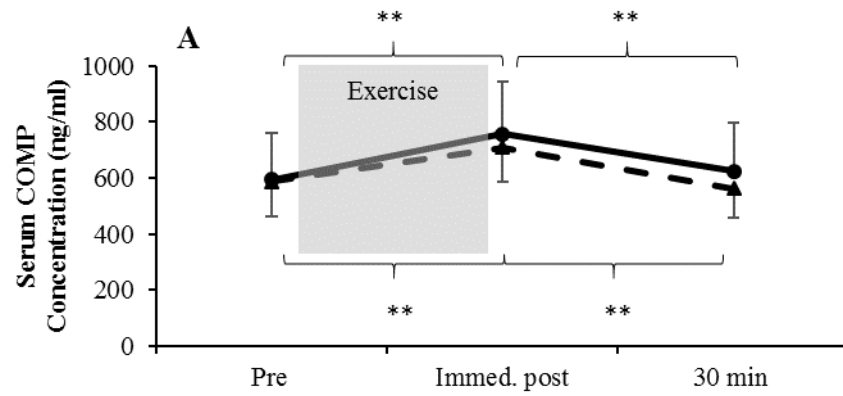 **
**
A
Serum COMP
Concentration (ng/ml)
1000
800
600
400
200
0
Exercise
**
**
Pre
Immed. post
30 min